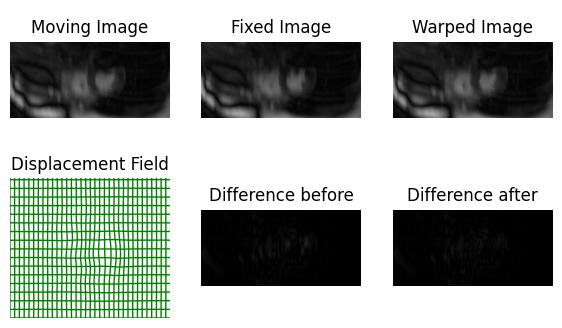 Moving Image
Fixed Image
Warped Image
Displacement Field
Difference before
Difference after